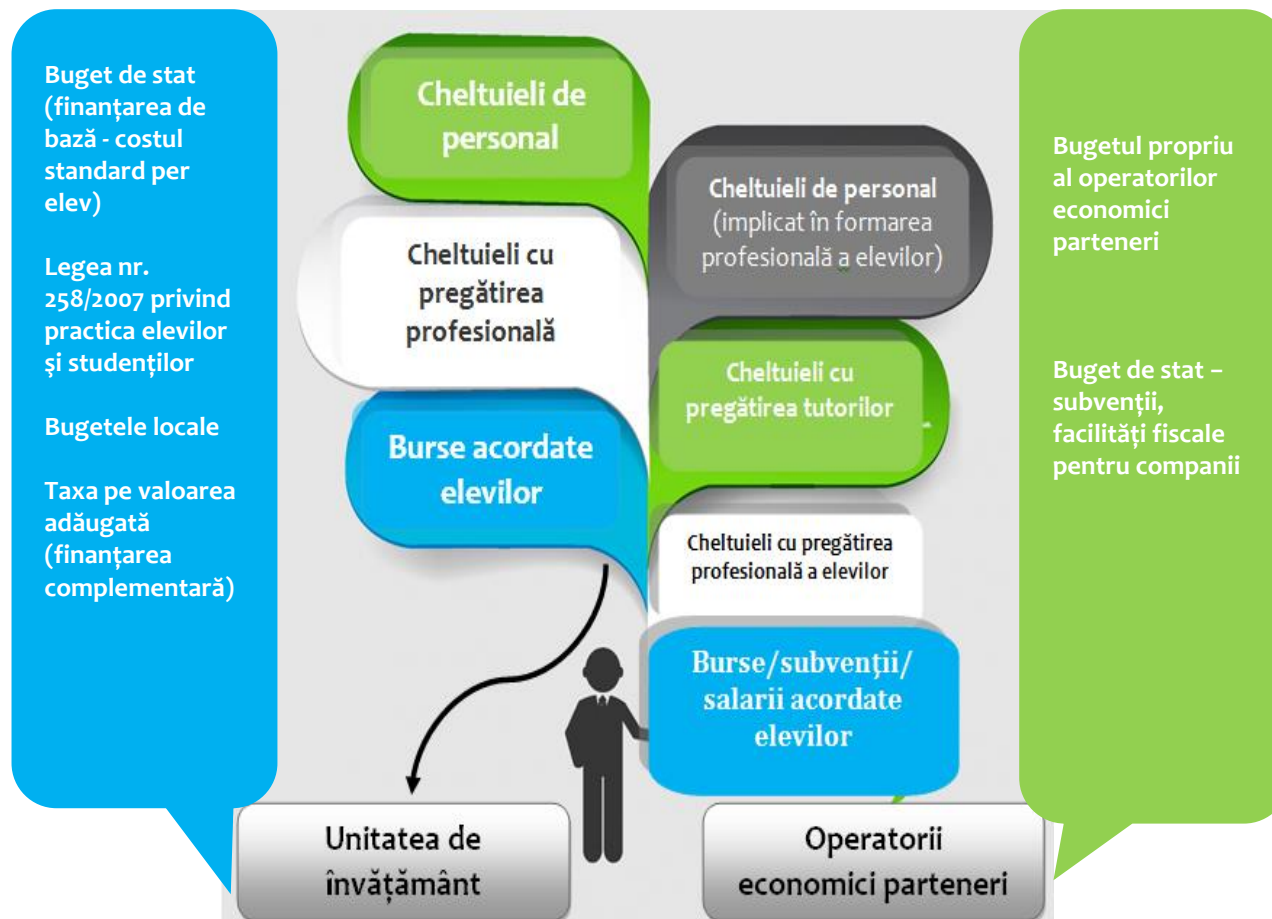 Buget de stat
(finanțarea de
bază - costul
standard per
elev)
Legea nr.
258/2007 privind
practica elevilor
și studenților
Bugetele locale
Taxa pe valoarea
adăugată
(finanțarea
complementară)
Cheltuieli de
personal
Cheltuieli cu
pregătirea
profesională
Burse acordate
elevilor
Cheltuieli de personal
(implicat în formarea
profesională a elevilor)
Cheltuieli cu
pregătirea tutorilor
Cheltuieli cu pregătirea
profesională a elevilor
Burse/subvenții/
salarii acordate
elevilor
Unitatea de
învățământ
Operatorii
economici parteneri
Bugetul propriu
al operatorilor
economici
parteneri
Buget de stat –
subvenții,
facilități fiscale
pentru companii